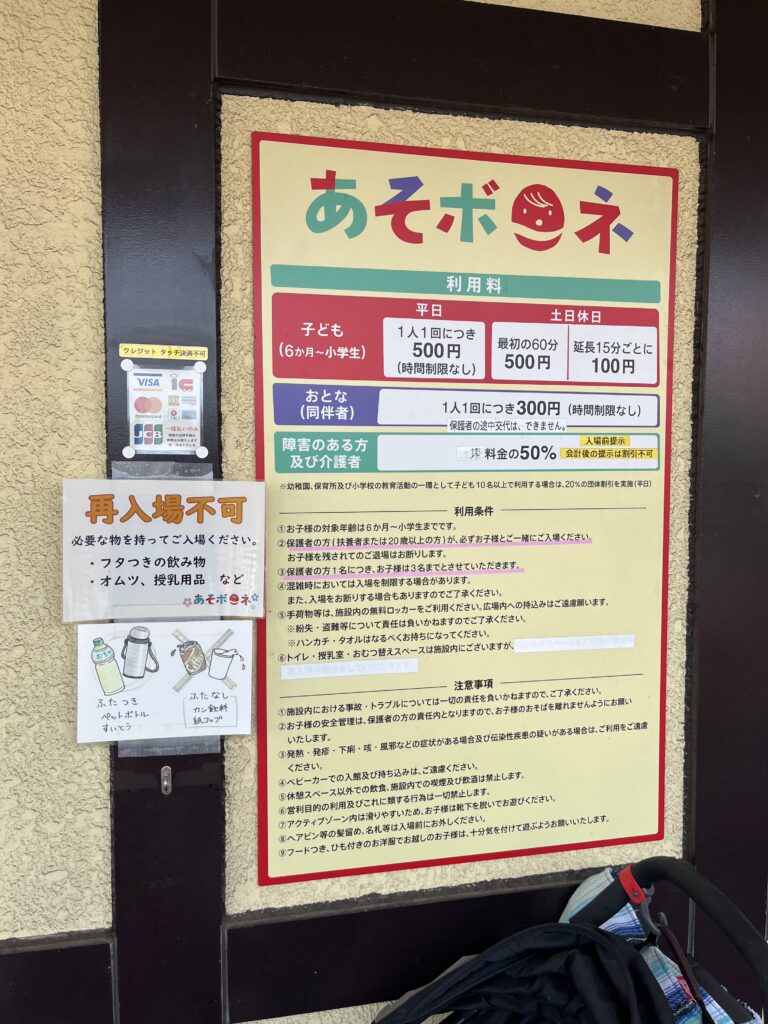 あそボーネ
利用料
子ども
(6か月～小学生)
平日
1人1回につき
500円
(時間制限なし)
土日休日
最初の60分
500円
延長15分ごとに
100円
おとな
(同伴者)
1人1回につき300円 (時間制限なし)
保護者の途中交代は、できません。
障害のある方
及び介護者
料金の50%
入場前提示
会計後の提示は割引不可
※幼稚園、保育所及び小学校の教育活動の一環として子ども10名以上で利用する場合は、20%の団体割引を実施(平日)
利用条件
①お子様の対象年齢は6か月～小学生までです。
②保護者の方(扶養者または20歳以上の方)が、必ずお子様とご一緒にご入場ください。
お子様を残されてのご退場はお断りします。
③保護者の方1名につき、お子様は3名までとさせていただきます。
④混雑時においては入場を制限する場合があります。
また、入場をお断りする場合もありますのでご了承ください。
⑤手荷物等は、施設内の無料ロッカーをご利用ください。広場内への持込みはご遠慮願います。
※紛失・盗難等について責任は負いかねますのでご了承ください。
※ハンカチ・タオルはなるべくお持ちになってください。
⑥トイレ・授乳室・おむつ替えスペースは施設内にございますが、
注意事項
①施設内における事故・トラブルについては一切の責任を負いかねますので、ご了承ください。
②お子様の安全管理は、保護者の方の責任内となりますので、お子様のおそばを離れませんようにお願い
いたします。
③発熱・発疹・下痢・咳・風邪などの症状がある場合及び伝染性疾患の疑いがある場合は、ご利用をご遠慮
ください。
④ベビーカーでの入館及び持ち込みは、ご遠慮ください。
⑤休憩スペース以外での飲食、施設内での喫煙及び飲酒は禁止します。
⑥営利目的の利用及びこれに類する行為は一切禁止します。
⑦アクティブゾーン内は滑りやすいため、お子様は靴下を脱いでお遊びください。
⑧ヘアピン等の髪留め、名札等は入場前にお外しください。
⑨フードつき、ひも付きのお洋服でお越しのお子様は、十分気を付けて遊ぶようお願いいたします。
クレジット タッチ決済不可
VISA
mastercard
JCB
一括払いのみ
再入場不可
必要な物を持ってご入場ください。
・フタつきの飲み物
・オムツ、授乳用品 など
あそボーネ
おちゃ
ふたつき
ペットボトル
すいとう
ふたなし
カン飲料
紙コップ